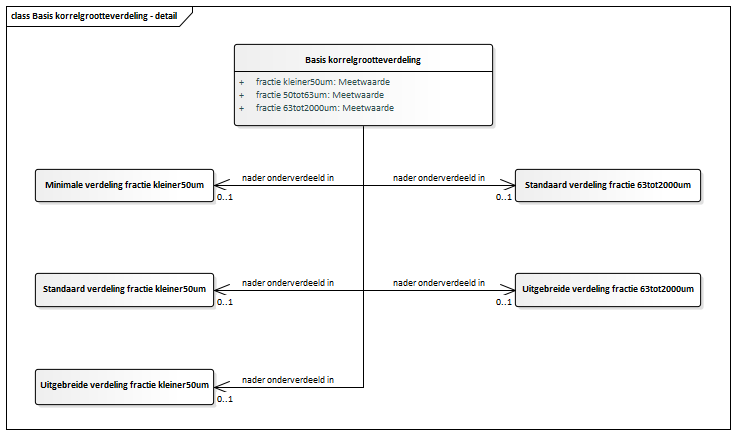 class Basis korrelgrootteverdeling - detail
Basis korrelgrootteverdeling
+ fractie kleiner50um: Meetwaarde
+ fractie 50tot63um: Meetwaarde
+ fractie 63tot2000um: Meetwaarde
Minimale verdeling fractie kleiner50um
nader onderverdeeld in
0..1
nader onderverdeeld in
0..1
Standaard verdeling fractie 63tot2000um
Standaard verdeling fractie kleiner50um
nader onderverdeeld in
0..1
nader onderverdeeld in
0..1
Uitgebreide verdeling fractie 63tot2000um
Uitgebreide verdeling fractie kleiner50um
nader onderverdeeld in
0..1